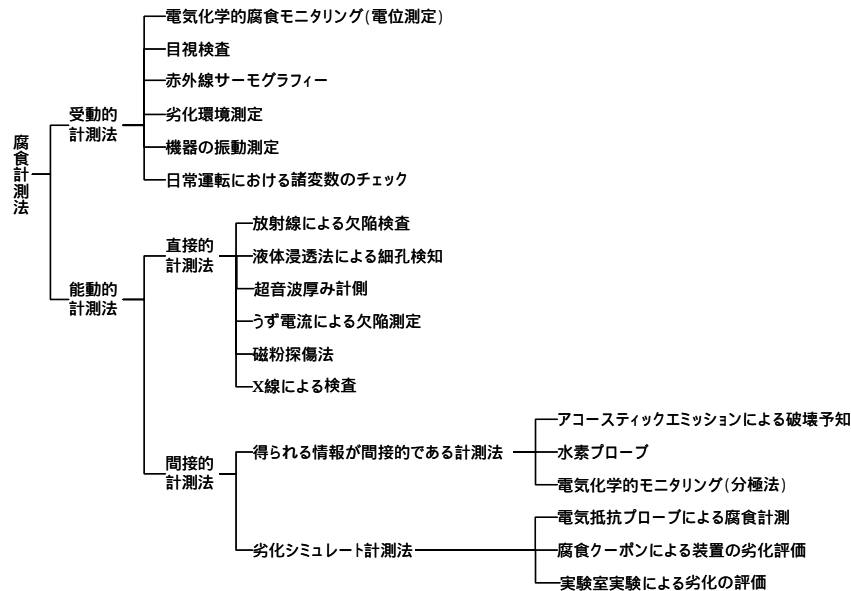 電気化学的腐食モニタリング(電位測定)
目視検査
赤外線サーモグラフィー
受動的
計測法
劣化環境測定
機器の振動測定
日常運転における諸変数のチェック
腐食計測法
能動的
計測法
直接的
計測法
放射線による欠陥検査
液体浸透法による細孔検知
超音波厚み計側
うず電流による欠陥測定
磁粉探傷法
X線による検査
間接的
計測法
得られる情報が間接的である計測法
アコースティックエミッションによる破壊予知
水素プローブ
電気化学的モニタリング(分極法)
劣化シミュレート計測法
電気抵抗プローブによる腐食計測
腐食クーポンによる装置の劣化評価
実験室実験による劣化の評価